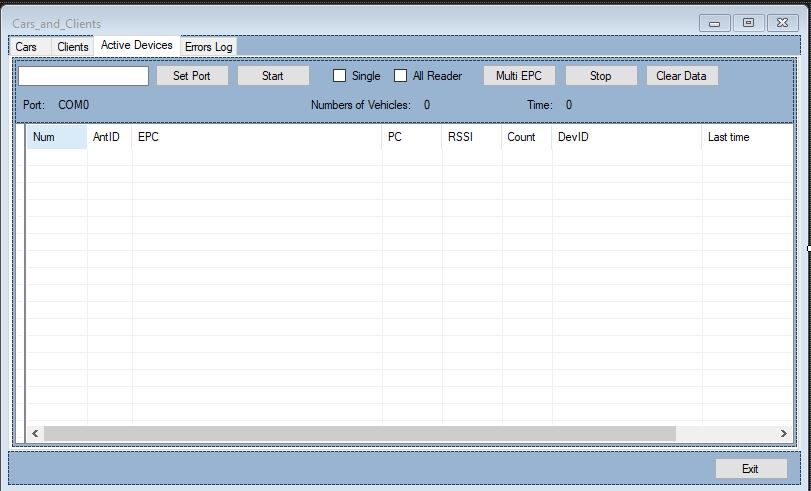 Cars_and_Clients
Cars Clients Active Devices Errors Log
Set Port Start Single All Reader Multi EPC Stop Clear Data
Port: COM0 Numbers of Vehicles: 0 Time: 0
Num AntID EPC PC RSSI Count DevID Last time
Exit